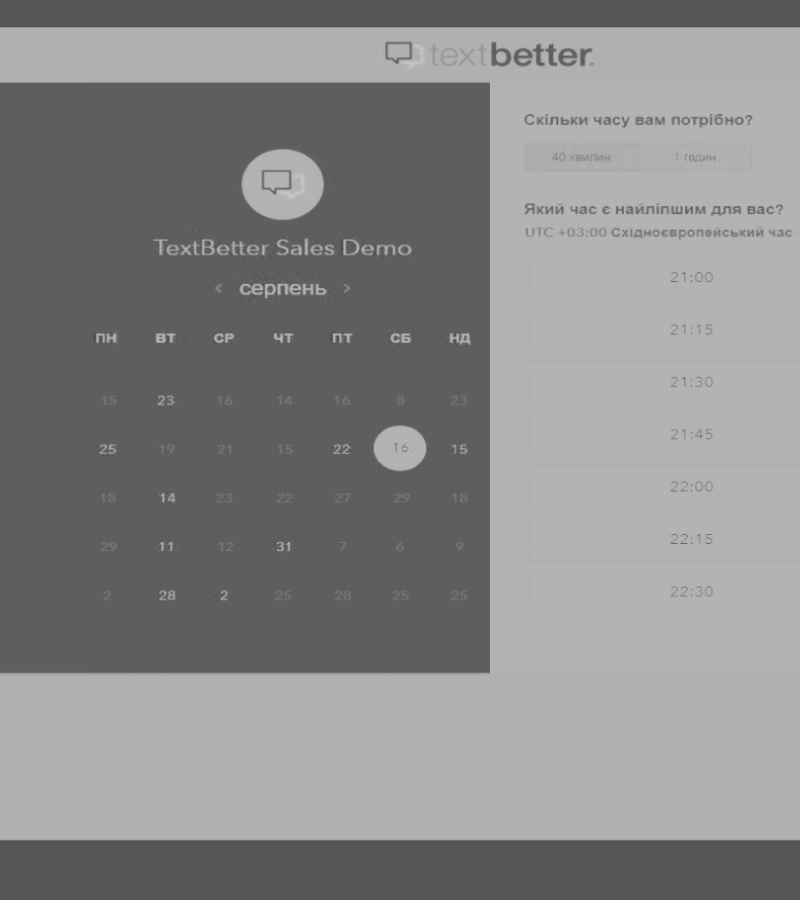 textbetter.
TextBetter Sales Demo
‹ серпень ›
ПН ВТ СР ЧТ ПТ СБ НД
15 23 16 14 16 8 23
25 19 21 15 22 16 15
18 14 23 22 27 29 18
29 11 12 31 7 6 9
2 28 2 25 28 25 25
Скільки часу вам потрібно?
40 хвилин 1 годин
Який час є найліпшим для вас?
UTC +03:00 Східноєвропейський час
21:00
21:15
21:30
21:45
22:00
22:15
22:30